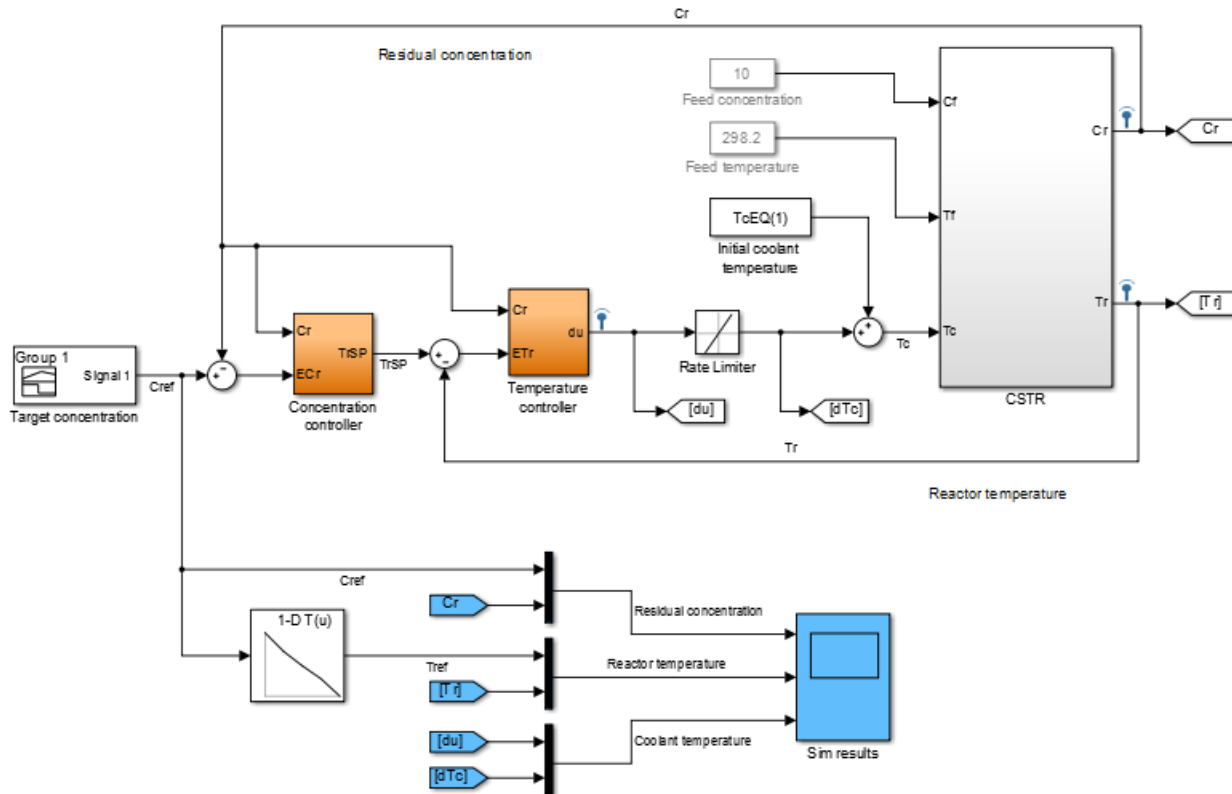 Cr
Residual concentration
10
Feed concentration
Cf
Cr
Cr
298.2
Feed temperature
Tf
TcEQ(1)
Initial coolant
temperature
Cr
TrSP
ECr
TrSP
Concentration
controller
Cr
du
ETr
Temperature
controller
Rate Limiter
Tc
Tc
Tr
[Tr]
CSTR
Group 1
Signal 1
Cref
Target concentration
[du]
[dTc]
Tr
Reactor temperature
Cref
Cr
Residual concentration
1-D T(u)
Tref
[Tr]
Reactor temperature
[du]
[dTc]
Coolant temperature
Sim results